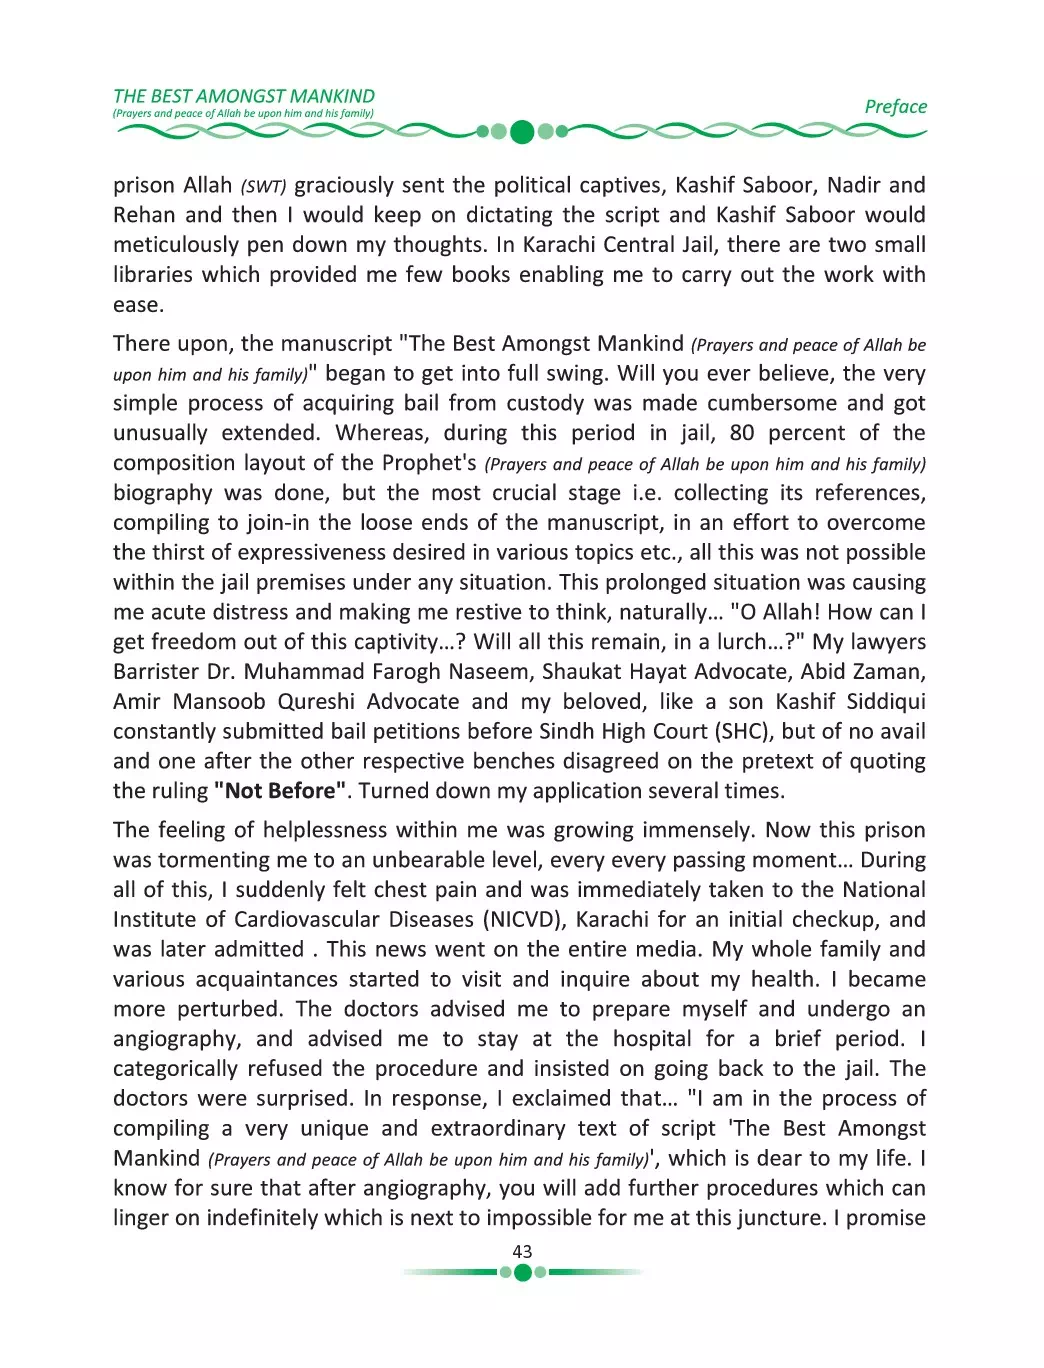 THE BEST AMONGST MANKIND
(Prayers and peace of Allah be upon him and his family)
Preface
prison Allah (SWT) graciously sent the political captives, Kashif Saboor, Nadir and
Rehan and then I would keep on dictating the script and Kashif Saboor would
meticulously pen down my thoughts. In Karachi Central Jail, there are two small
libraries which provided me few books enabling me to carry out the work with
ease.
There upon, the manuscript "The Best Amongst Mankind (Prayers and peace of Allah be
upon him and his family)" began to get into full swing. Will you ever believe, the very
simple process of acquiring bail from custody was made cumbersome and got
unusually extended. Whereas, during this period in jail, 80 percent of the
composition layout of the Prophet's (Prayers and peace of Allah be upon him and his family)
biography was done, but the most crucial stage i.e. collecting its references,
compiling to join-in the loose ends of the manuscript, in an effort to overcome
the thirst of expressiveness desired in various topics etc., all this was not possible
within the jail premises under any situation. This prolonged situation was causing
me acute distress and making me restive to think, naturally… "O Allah! How can I
get freedom out of this captivity…? Will all this remain, in a lurch…?" My lawyers
Barrister Dr. Muhammad Farogh Naseem, Shaukat Hayat Advocate, Abid Zaman,
Amir Mansoob Qureshi Advocate and my beloved, like a son Kashif Siddiqui
constantly submitted bail petitions before Sindh High Court (SHC), but of no avail
and one after the other respective benches disagreed on the pretext of quoting
the ruling "Not Before". Turned down my application several times.
The feeling of helplessness within me was growing immensely. Now this prison
was tormenting me to an unbearable level, every every passing moment… During
all of this, I suddenly felt chest pain and was immediately taken to the National
Institute of Cardiovascular Diseases (NICVD), Karachi for an initial checkup, and
was later admitted . This news went on the entire media. My whole family and
various acquaintances started to visit and inquire about my health. I became
more perturbed. The doctors advised me to prepare myself and undergo an
angiography, and advised me to stay at the hospital for a brief period. I
categorically refused the procedure and insisted on going back to the jail. The
doctors were surprised. In response, I exclaimed that… "I am in the process of
compiling a very unique and extraordinary text of script 'The Best Amongst
Mankind (Prayers and peace of Allah be upon him and his family)', which is dear to my life. I
know for sure that after angiography, you will add further procedures which can
linger on indefinitely which is next to impossible for me at this juncture. I promise
43